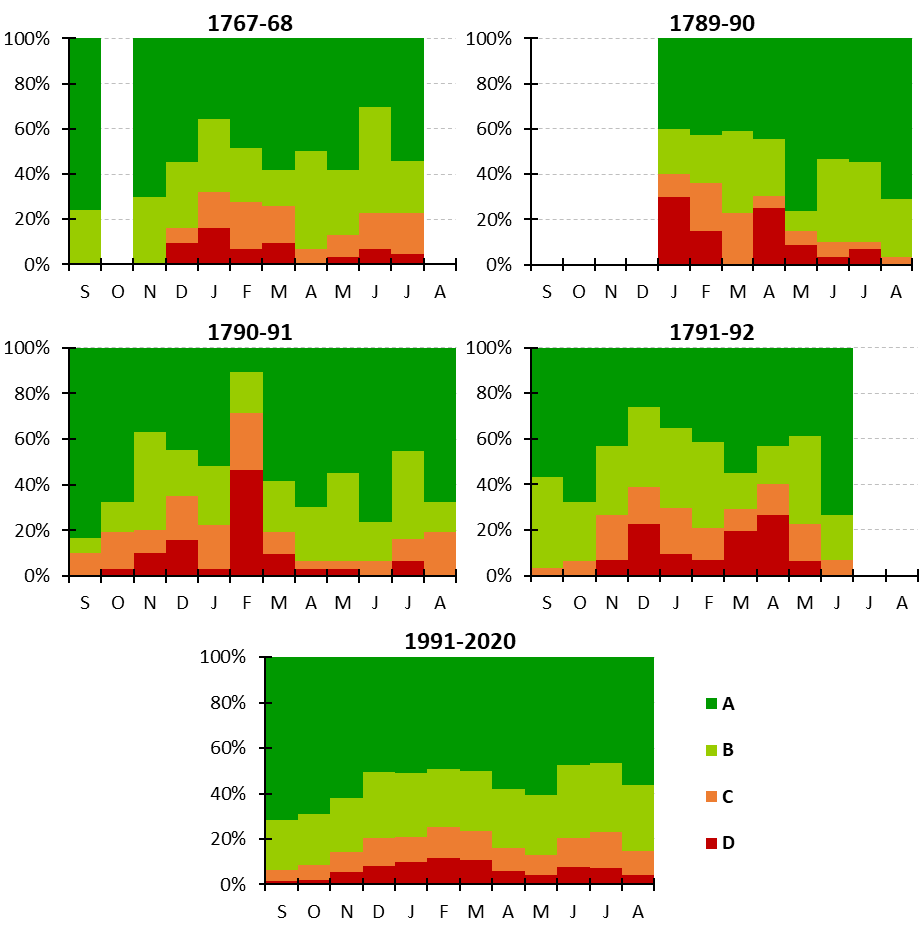 1767-68 1789-90
100% 100%
80% 80%
60% 60%
40% 40%
20% 20%
0% 0%
S O N D J F M A M J J A S O N D J F M A M J J A
1790-91 1791-92
100% 100%
80% 80%
60% 60%
40% 40%
20% 20%
0% 0%
S O N D J F M A M J J A S O N D J F M A M J J A
1991-2020
100%
80% A
60% B
40% C
20% D
0%
S O N D J F M A M J J A